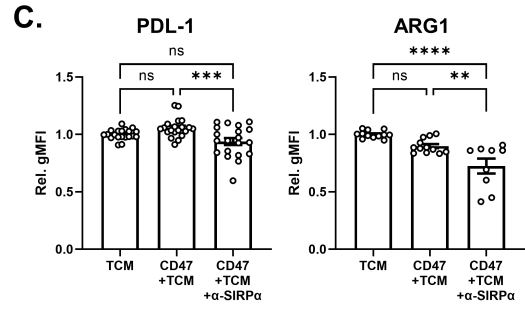 C.
PDL-1
ns
ns ***
Rel. gMFI
1.5
1.0
0.5
0.0
TCM
CD47
+TCM
CD47
+TCM
+α-SIRPα
ARG1
****
ns **
Rel. gMFI
1.5
1.0
0.5
0.0
TCM
CD47
+TCM
CD47
+TCM
+α-SIRPα